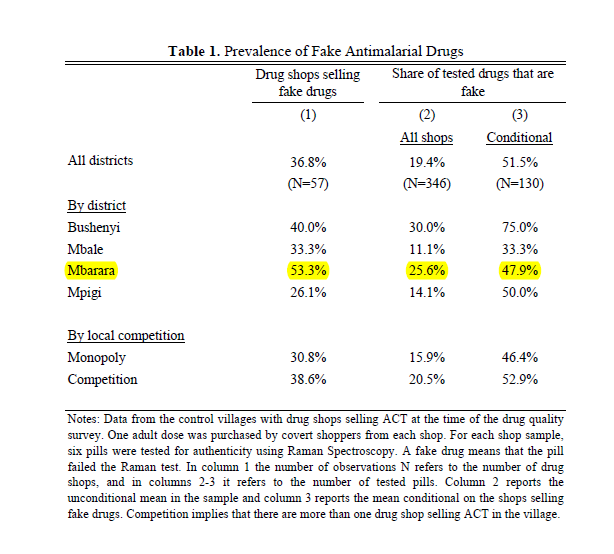 Table 1. Prevalence of Fake Antimalarial Drugs
Drug shops selling fake drugs
Share of tested drugs that are fake
(1) (2) (3)
All shops Conditional
All districts 36.8% 19.4% 51.5%
(N=57) (N=346) (N=130)
By district
Bushenyi 40.0% 30.0% 75.0%
Mbale 33.3% 11.1% 33.3%
Mbarara 53.3% 25.6% 47.9%
Mpigi 26.1% 14.1% 50.0%
By local competition
Monopoly 30.8% 15.9% 46.4%
Competition 38.6% 20.5% 52.9%
Notes: Data from the control villages with drug shops selling ACT at the time of the drug quality
survey. One adult dose was purchased by covert shoppers from each shop. For each shop sample,
six pills were tested for authenticity using Raman Spectroscopy. A fake drug means that the pill
failed the Raman test. In column 1 the number of observations N refers to the number of drug
shops, and in columns 2-3 it refers to the number of tested pills. Column 2 reports the
unconditional mean in the sample and column 3 reports the mean conditional on the shops selling
fake drugs. Competition implies that there are more than one drug shop selling ACT in the village.